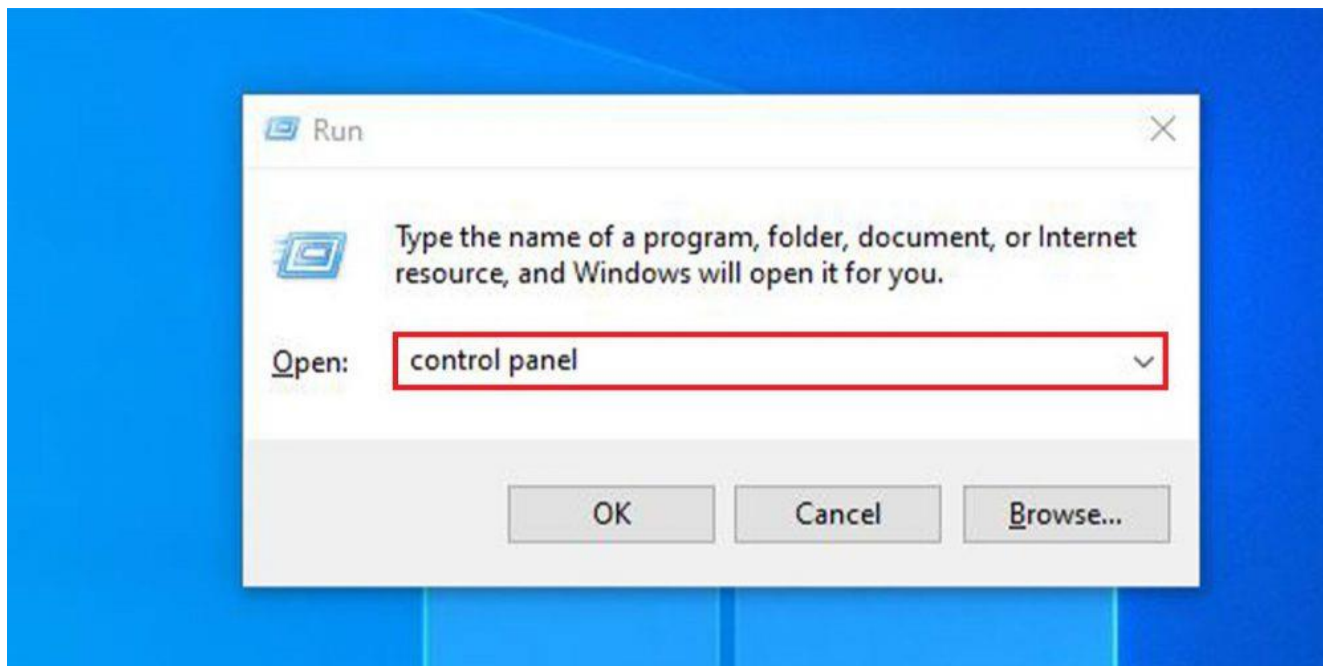 Run
Type the name of a program, folder, document, or Internet
resource, and Windows will open it for you.
Open: control panel
OK Cancel Browse...